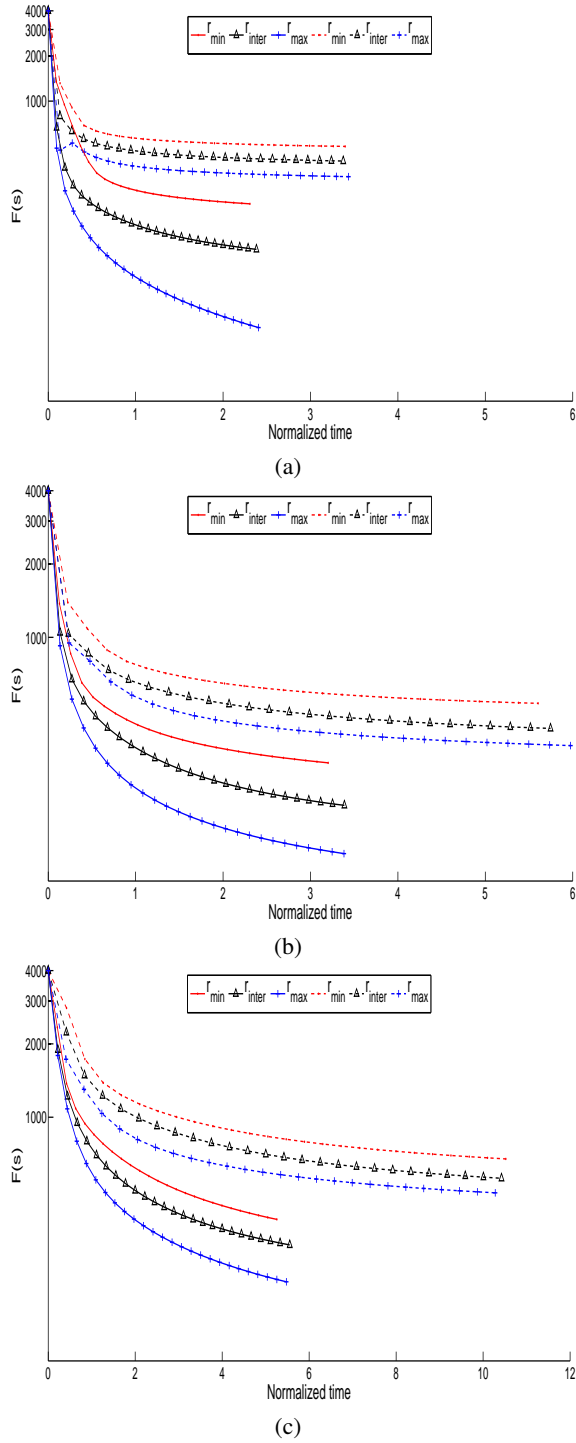 4000
3000
2000
1000
F(s)
r_min r_inter r_max r_min r_inter r_max
0 1 2 3 4 5 6
Normalized time
(a)
4000
3000
2000
1000
F(s)
r_min r_inter r_max r_min r_inter r_max
0 1 2 3 4 5 6
Normalized time
(b)
4000
3000
2000
1000
F(s)
r_min r_inter r_max r_min r_inter r_max
0 2 4 6 8 10 12
Normalized time
(c)